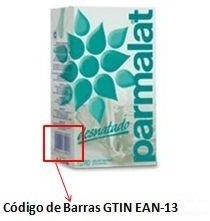 parmalat
desnatado
Código de Barras GTIN EAN-13